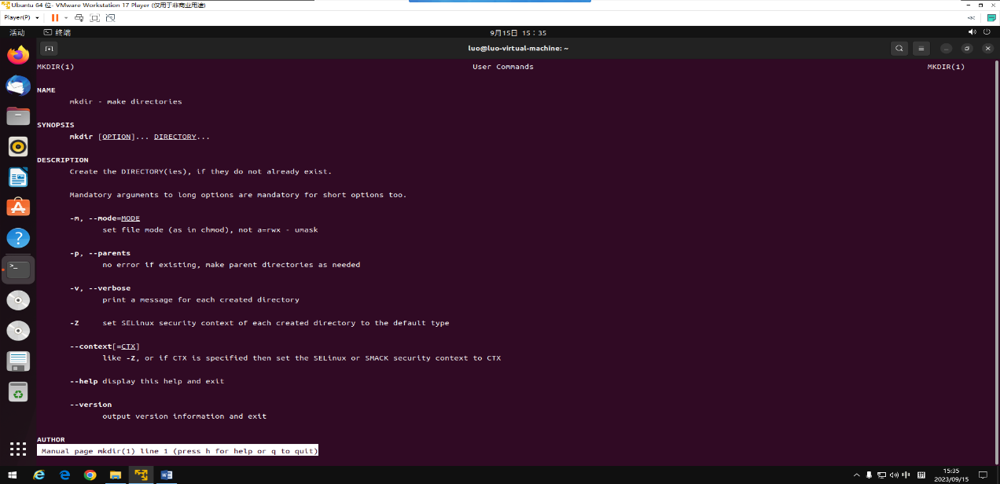 Ubuntu 64 位- VMware Workstation 17 Player (仅用于非商业用途)
Player(P)
活动 终端 9月15日 15：35
luo@luo-virtual-machine: ~
MKDIR(1) User Commands MKDIR(1)
NAME
mkdir - make directories
SYNOPSIS
mkdir [OPTION]... DIRECTORY...
DESCRIPTION
Create the DIRECTORY(ies), if they do not already exist.
Mandatory arguments to long options are mandatory for short options too.
-m, --mode=MODE
set file mode (as in chmod), not a=rwx - umask
-p, --parents
no error if existing, make parent directories as needed
-v, --verbose
print a message for each created directory
-Z set SELinux security context of each created directory to the default type
--context[=CTX]
like -Z, or if CTX is specified then set the SELinux or SMACK security context to CTX
--help display this help and exit
--version
output version information and exit
AUTHOR
Manual page mkdir(1) line 1 (press h for help or q to quit)
中
15:35
2023/09/15